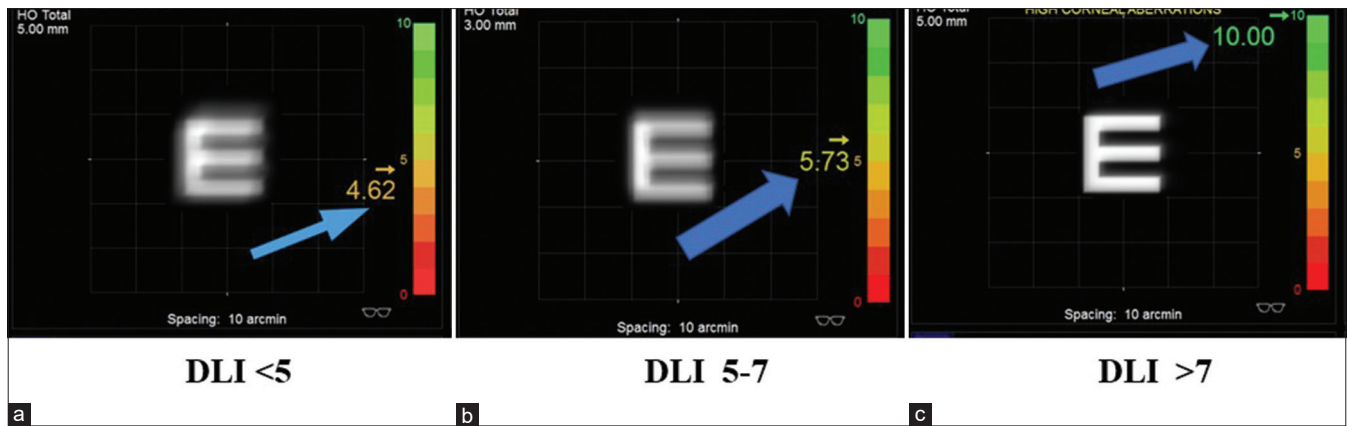 HO Total
5.00 mm
10
E
5
4.62
0
Spacing: 10 arcmin
DLI <5
a
HO Total
3.00 mm
10
E
5
5.73
0
Spacing: 10 arcmin
DLI 5-7
b
HO Total
5.00 mm
HIGH CORNEAL ABERRATIONS
10
10.00
E
5
0
Spacing: 10 arcmin
DLI >7
c